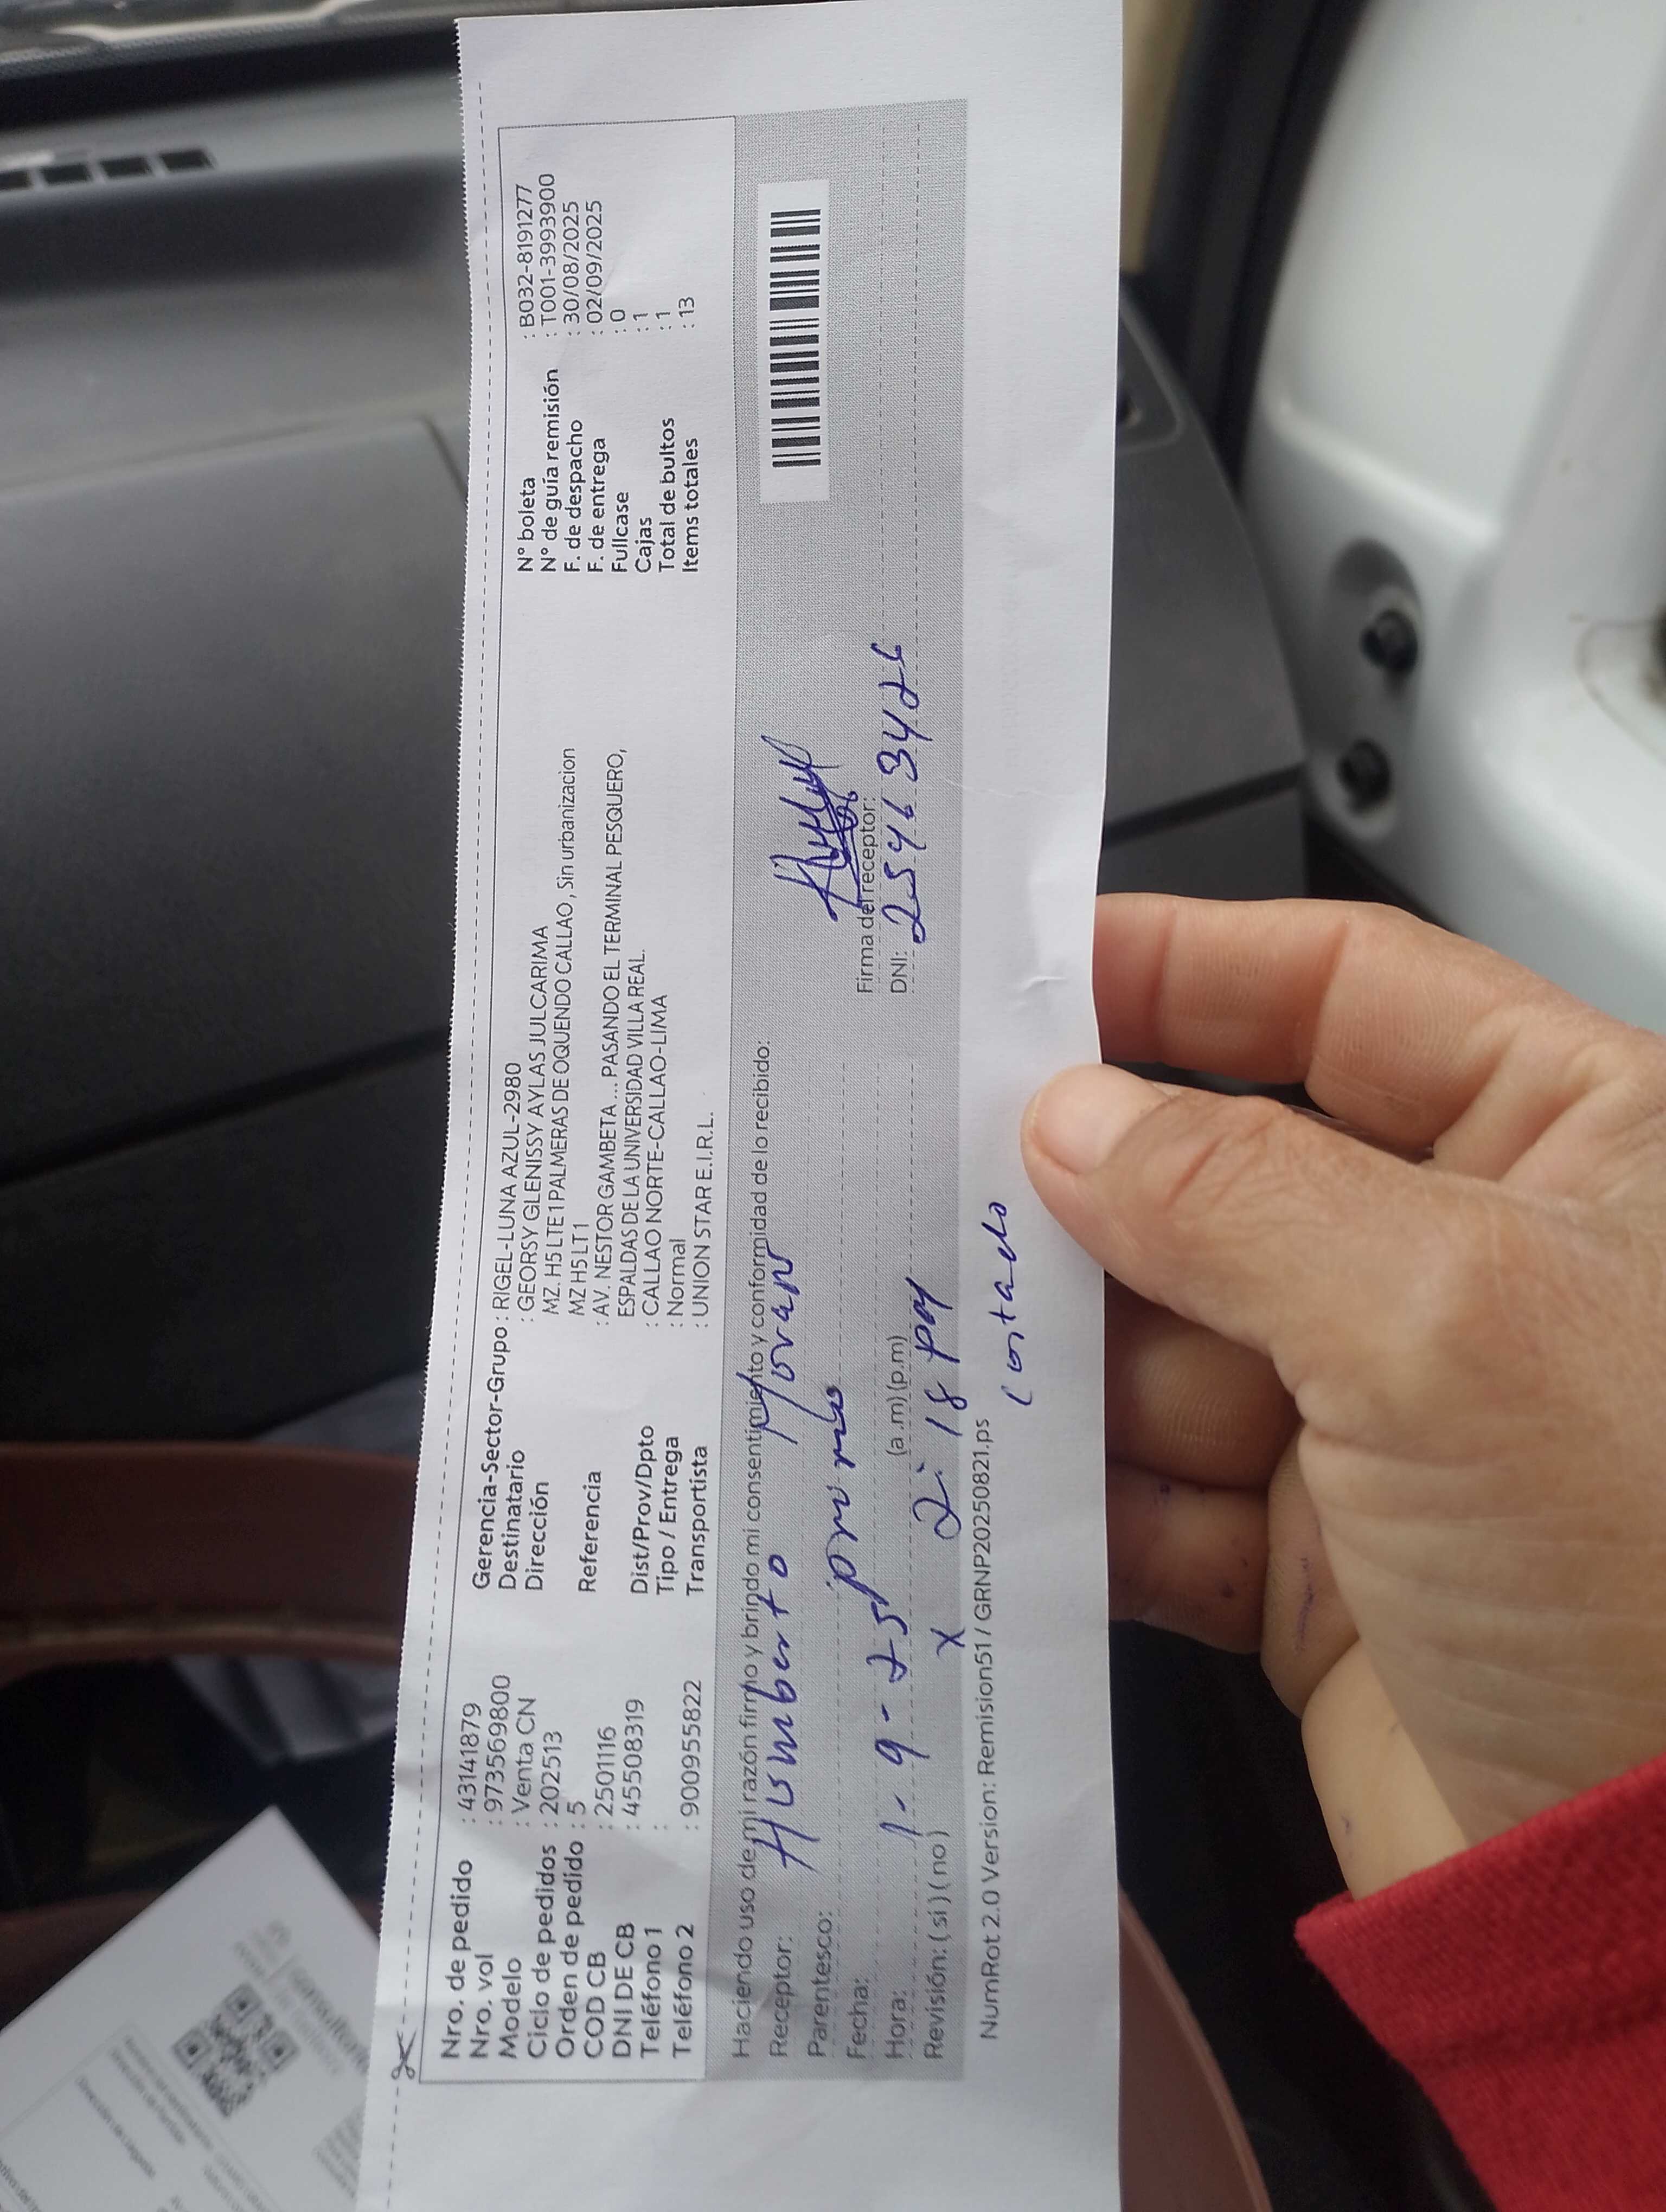 Nro. de pedido : 43141879
Nro. vol : 973569800
Modelo : Venta CN
Ciclo de pedidos : 202513
Orden de pedido : 5
COD CB : 2501116
DNI DE CB : 45508319
Teléfono 1 :
Teléfono 2 : 900955822
Gerencia-Sector-Grupo : RIGEL-LUNA AZUL-2980
Destinatario : GEORSY GLENISSY AYLAS JULCARIMA
Dirección MZ. H5 LTE 1 PALMERAS DE OQUENDO CALLAO , Sin urbanizacion
MZ H5 LT 1
Referencia : AV. NESTOR GAMBETA.... PASANDO EL TERMINAL PESQUERO,
ESPALDAS DE LA UNIVERSIDAD VILLA REAL.
Dist/Prov/Dpto : CALLAO NORTE-CALLAO-LIMA
Tipo / Entrega : Normal
Transportista : UNION STAR E.I.R.L.
N° boleta : B032-8191277
N° de guía remisión : T001-3993900
F. de despacho : 30/08/2025
F. de entrega : 02/09/2025
Fullcase : 0
Cajas : 1
Total de bultos : 1
Items totales : 13
Haciendo uso de mi razón firmo y brindo mi consentimiento y conformidad de lo recibido:
Receptor: Humberto Moran
Parentesco:
Fecha: 1-9-25
Hora: (a.m) (p.m)
2:18 pm
Revisión: ( si ) ( no ) x
Firma del receptor:
DNI: 25463426
NumRot 2.0 Version: Remision51 / GRNP20250821.ps